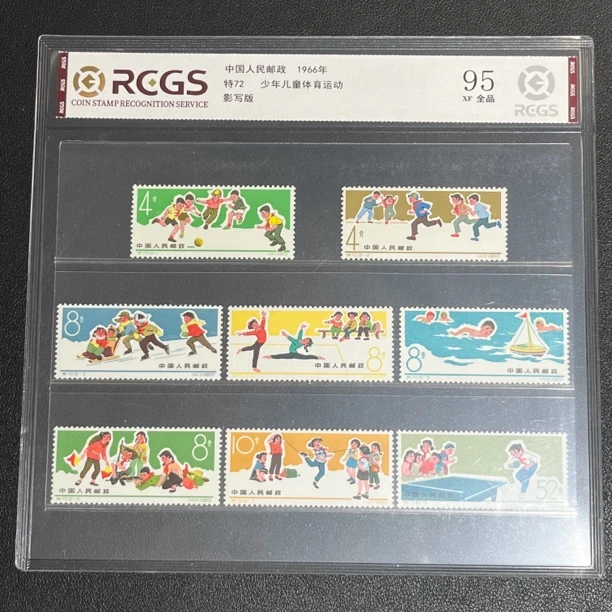 RCGS
COIN STAMP RECOGNITION SERVICE
中国人民邮政 1966年
特72 少年儿童体育运动
影写版
95
XF 全品
RCGS
4分
中国人民邮政
4分
中国人民邮政
8分
中国人民邮政
8分
中国人民邮政
8分
中国人民邮政
8分
中国人民邮政
10分
中国人民邮政
52分
中国人民邮政